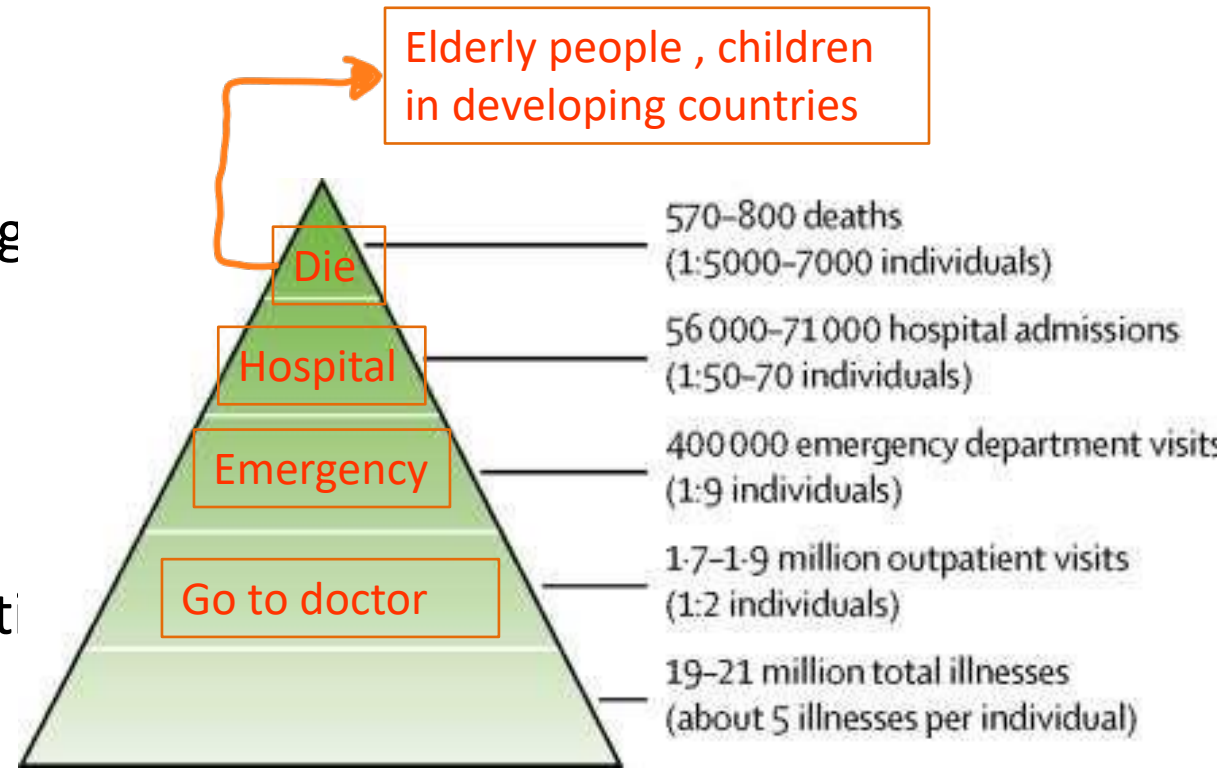 Elderly people , children
in developing countries
g
Die
570–800 deaths
(1:5000–7000 individuals)
Hospital
56 000–71 000 hospital admissions
(1:50–70 individuals)
Emergency
400 000 emergency department visits
(1:9 individuals)
Go to doctor
ti
1·7–1·9 million outpatient visits
(1:2 individuals)
19–21 million total illnesses
(about 5 illnesses per individual)